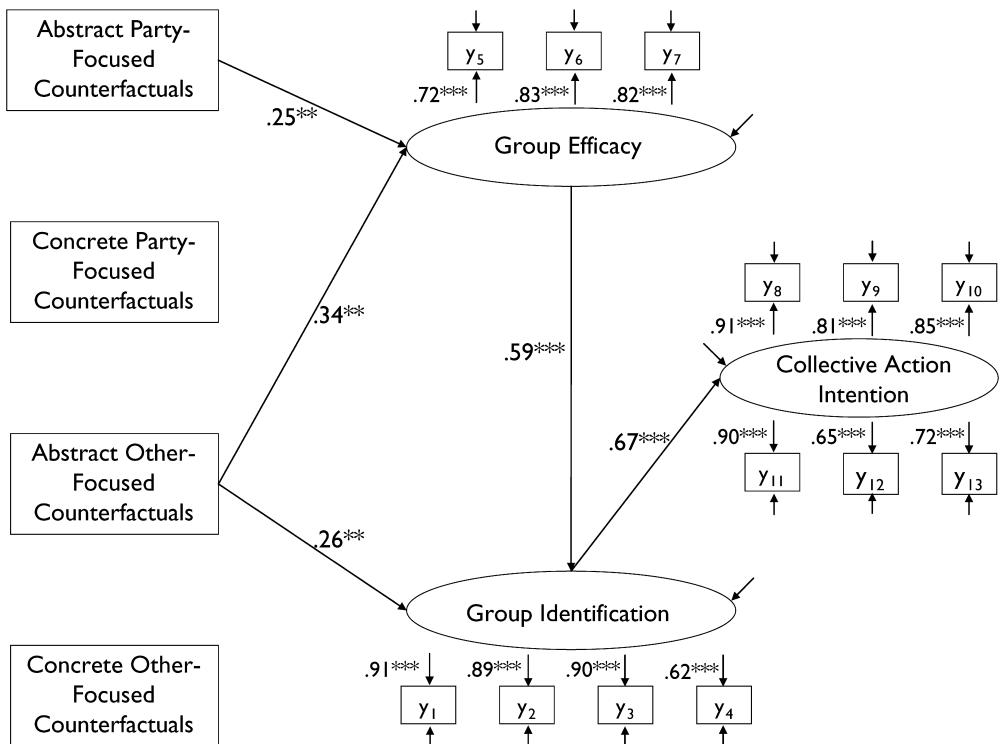 Abstract Party-
Focused
Counterfactuals
y₅
y₆
y₇
.72***
.83***
.82***
.25**
Group Efficacy
Concrete Party-
Focused
Counterfactuals
y₈
y₉
y₁₀
.34**
.91***
.81***
.85***
.59***
Collective Action
Intention
Abstract Other-
Focused
Counterfactuals
.67***
.90***
.65***
.72***
y₁₁
y₁₂
y₁₃
.26**
Group Identification
Concrete Other-
Focused
Counterfactuals
.91***
.89***
.90***
.62***
y₁
y₂
y₃
y₄